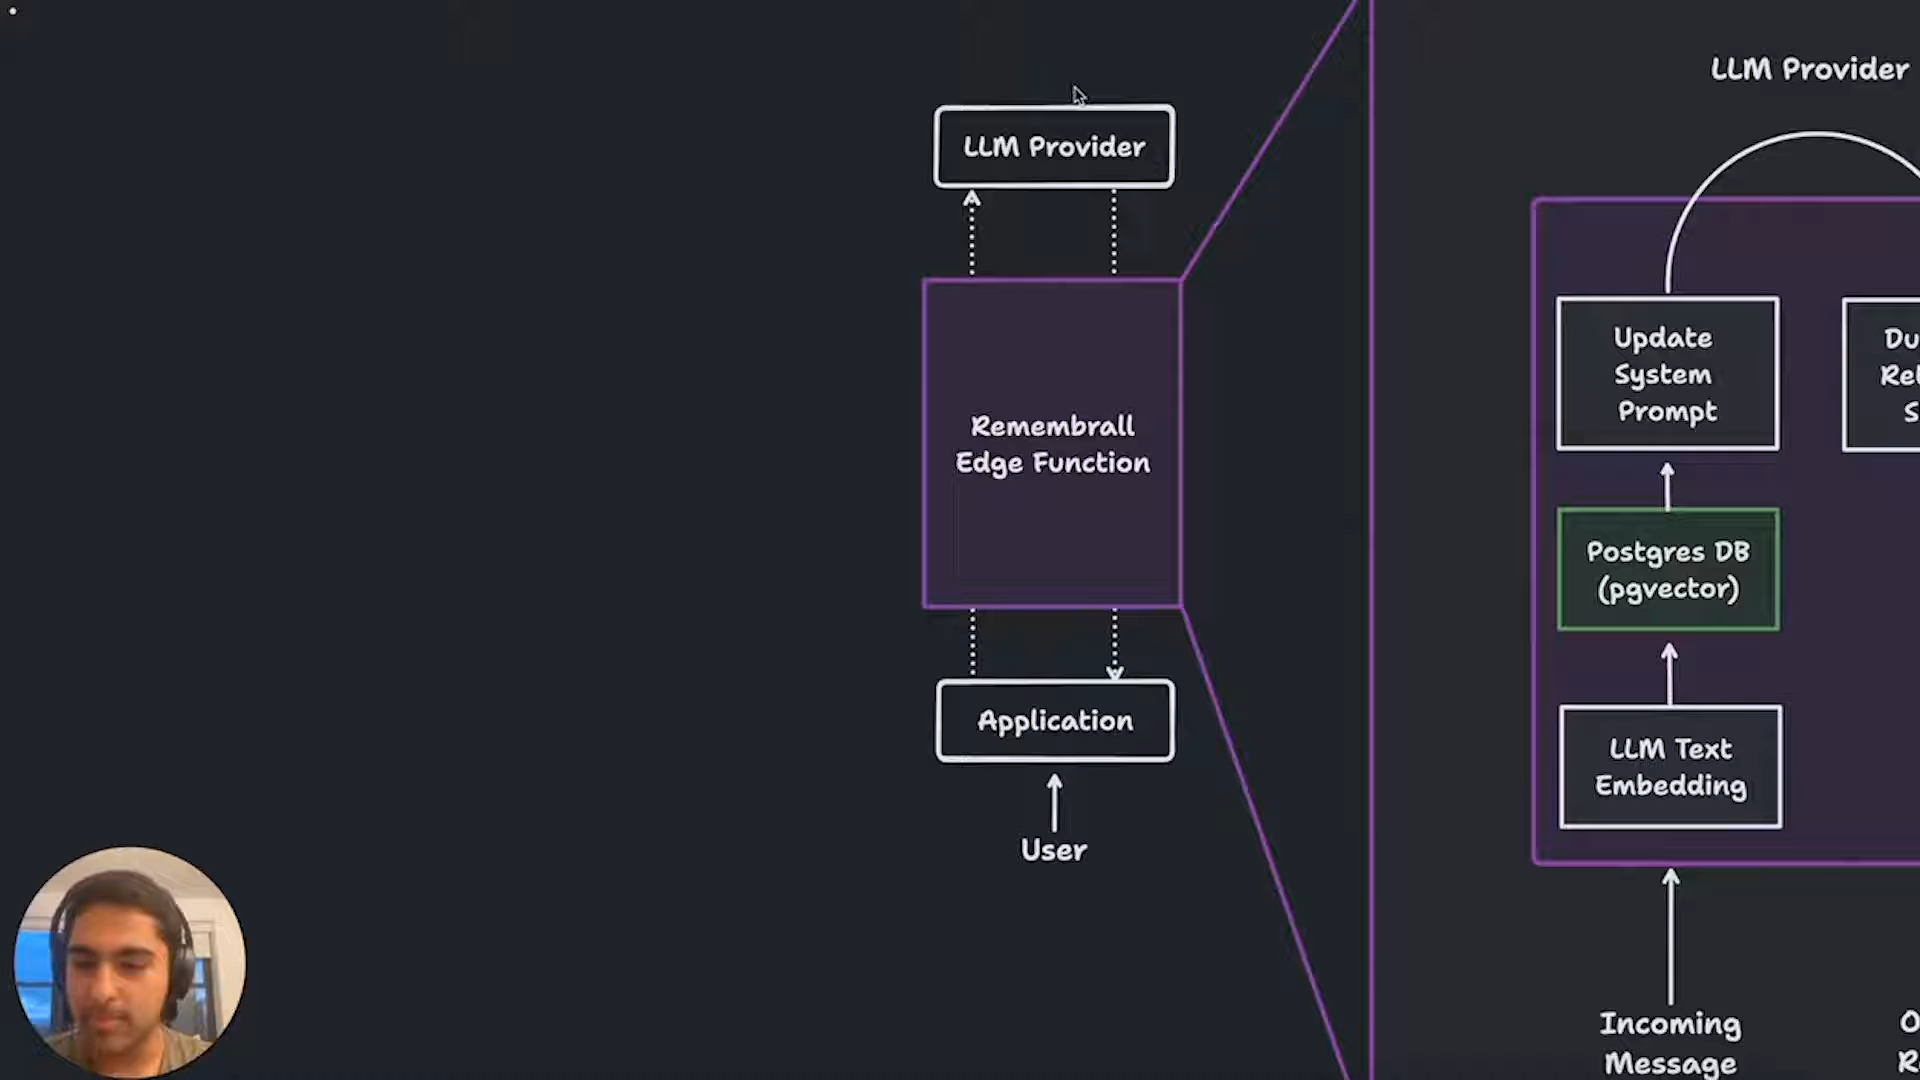 LLM Provider
Remembrall
Edge Function
Application
User
LLM Provider
Update
System
Prompt
Postgres DB
(pgvector)
LLM Text
Embedding
Incoming
Message